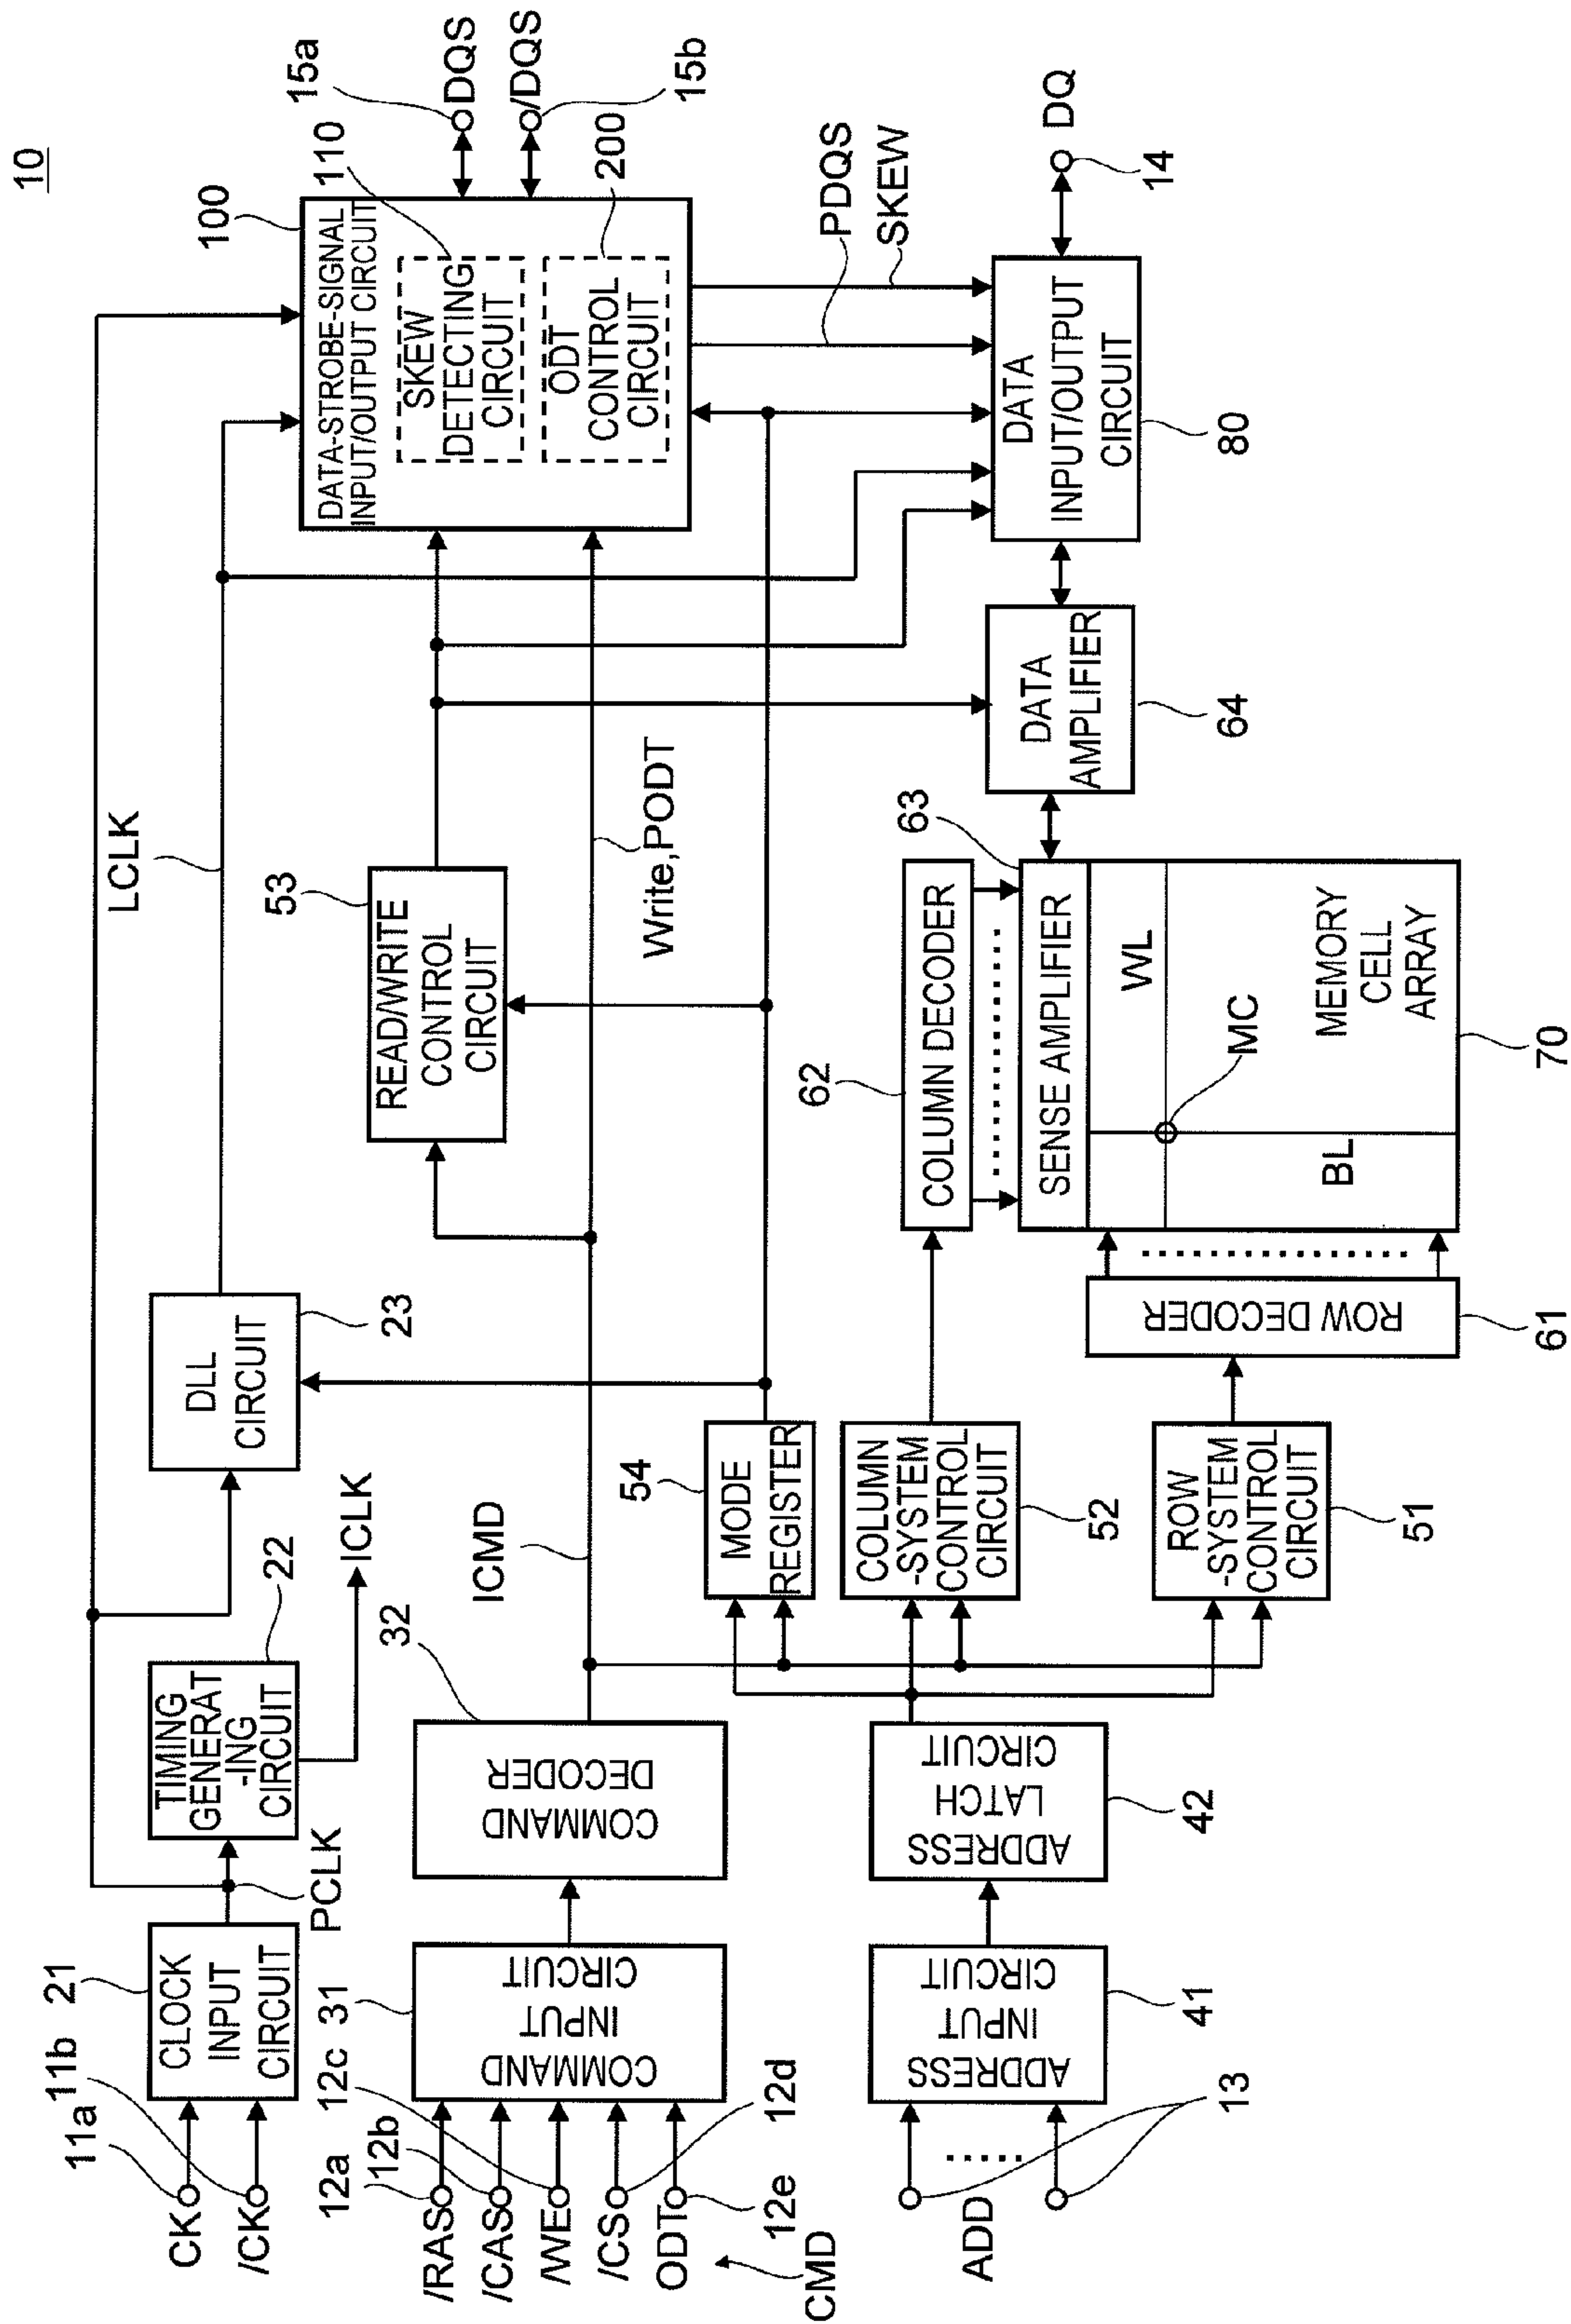 10
CK
/CK
11a
11b
CLOCK
INPUT
CIRCUIT
21
PCLK
TIMING
GENERAT
-ING
CIRCUIT
22
ICLK
DLL
CIRCUIT
23
LCLK
/RAS
/CAS
/WE
/CS
ODT
CMD
12a
12b
12c
12d
12e
COMMAND
INPUT
CIRCUIT
31
COMMAND
DECODER
32
ICMD
READ/WRITE
CONTROL
CIRCUIT
53
Write,PODT
DATA-STROBE-SIGNAL
INPUT/OUTPUT CIRCUIT
100
SKEW
DETECTING
CIRCUIT
110
ODT
CONTROL
CIRCUIT
200
15a
DQS
/DQS
15b
PDQS
SKEW
MODE
REGISTER
54
COLUMN
-SYSTEM
CONTROL
CIRCUIT
52
ROW
-SYSTEM
CONTROL
CIRCUIT
51
ADD
13
ADDRESS
INPUT
CIRCUIT
41
ADDRESS
LATCH
CIRCUIT
42
COLUMN DECODER
62
ROW DECODER
61
SENSE AMPLIFIER
63
WL
MC
BL
MEMORY
CELL
ARRAY
70
DATA
AMPLIFIER
64
DATA
INPUT/OUTPUT
CIRCUIT
80
DQ
14